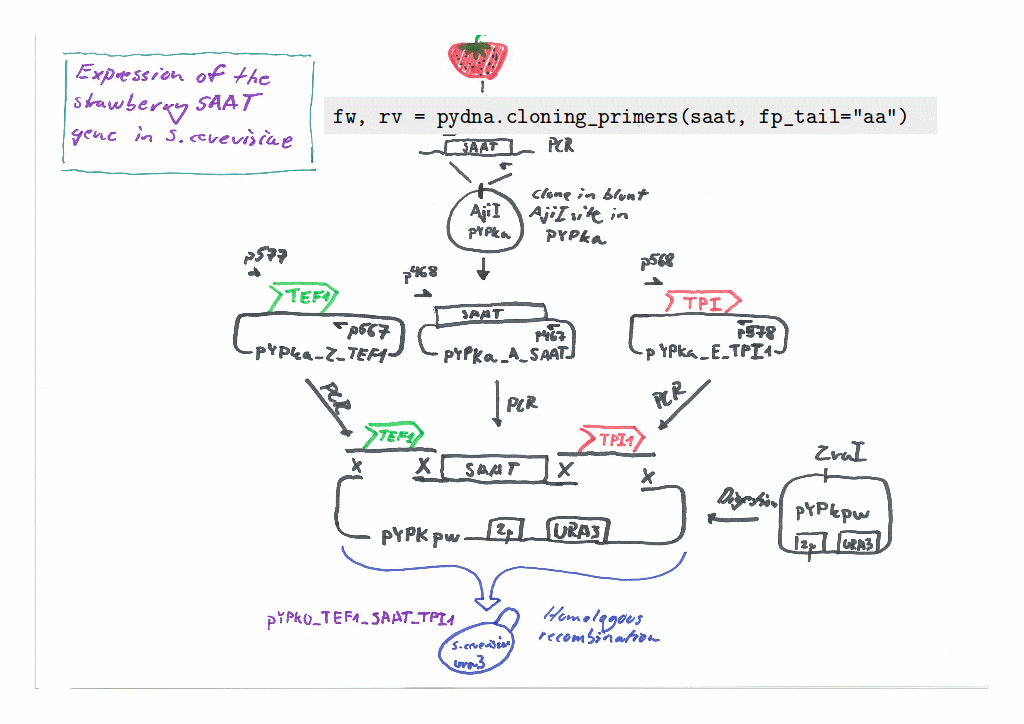 Expression of the
stawberry SAAT
gene in S. cerevisiae
fw, rv = pydna.cloning_primers(saat, fp_tail="aa")
SAAT PCR
Clone in blunt
AjiI site in
pYPka
AjiI
pYPka
p577
p468
p568
TEF1
SAAT
TPI
p667
p467
p578
pYPka_Z_TEF1
pYPka_A_SAAT
pYPka_E_TPI1
PCR
PCR
PCR
TEF1
TPI1
X X SAAT X X
ZraI
Digestion
pYPkpw
2µ URA3
pYPKpw 2µ URA3
pYPK0_TEF1_SAAT_TPI1
Homologous
recombination
S. cerevisiae
ura3